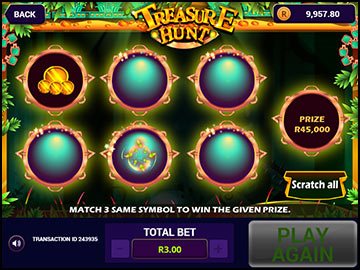 BACK
TREASURE
HUNT
R
9,957.80
PRIZE
R45,000
Scratch all
MATCH 3 SAME SYMBOL TO WIN THE GIVEN PRIZE.
TRANSACTION ID 243935
TOTAL BET
- R3.00 +
PLAY
AGAIN